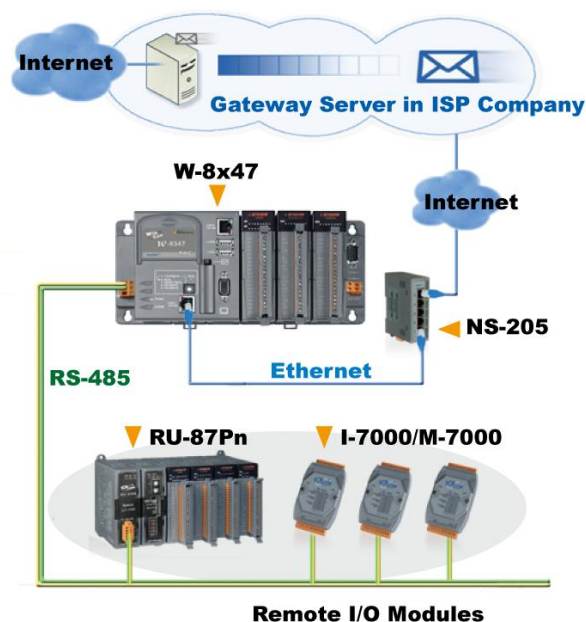 Internet
Gateway Server in ISP Company
W-8x47
Internet
NS-205
Ethernet
RS-485
RU-87Pn
I-7000/M-7000
Remote I/O Modules